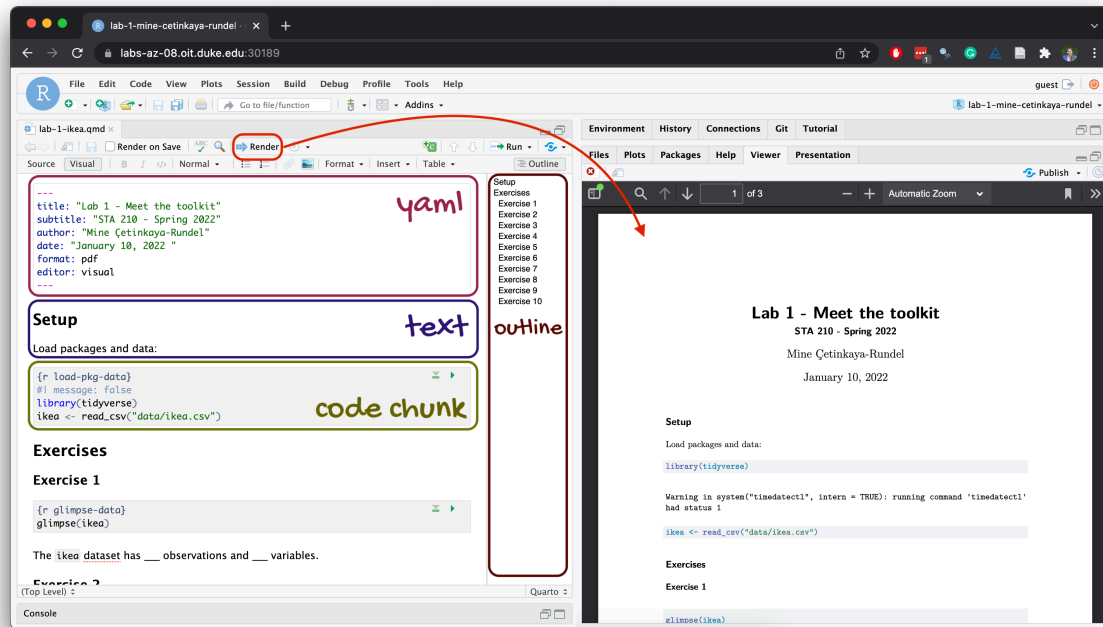 lab-1-mine-cetinkaya-rundel ·
labs-az-08.oit.duke.edu:30189
1
R
File Edit Code View Plots Session Build Debug Profile Tools Help
guest
Go to file/function
Addins
lab-1-mine-cetinkaya-rundel
lab-1-ikea.qmd
Render on Save
Render
Run
Source Visual B I </> Normal Format Insert Table Outline
---
title: "Lab 1 - Meet the toolkit"
subtitle: "STA 210 - Spring 2022"
author: "Mine Çetinkaya-Rundel"
date: "January 10, 2022 "
format: pdf
editor: visual
---
yaml
Setup
Load packages and data:
text
{r load-pkg-data}
#| message: false
library(tidyverse)
ikea <- read_csv("data/ikea.csv")
code chunk
Exercises
Exercise 1
{r glimpse-data}
glimpse(ikea)
The ikea dataset has ___ observations and ___ variables.
Exercise 2
(Top Level) Quarto
Console
Setup
Exercises
Exercise 1
Exercise 2
Exercise 3
Exercise 4
Exercise 5
Exercise 6
Exercise 7
Exercise 8
Exercise 9
Exercise 10
outline
Environment History Connections Git Tutorial
Files Plots Packages Help Viewer Presentation
Publish
1 of 3 Automatic Zoom
Lab 1 - Meet the toolkit
STA 210 - Spring 2022
Mine Çetinkaya-Rundel
January 10, 2022
Setup
Load packages and data:
library(tidyverse)
Warning in system("timedatectl", intern = TRUE): running command 'timedatectl'
had status 1
ikea <- read_csv("data/ikea.csv")
Exercises
Exercise 1
glimpse(ikea)